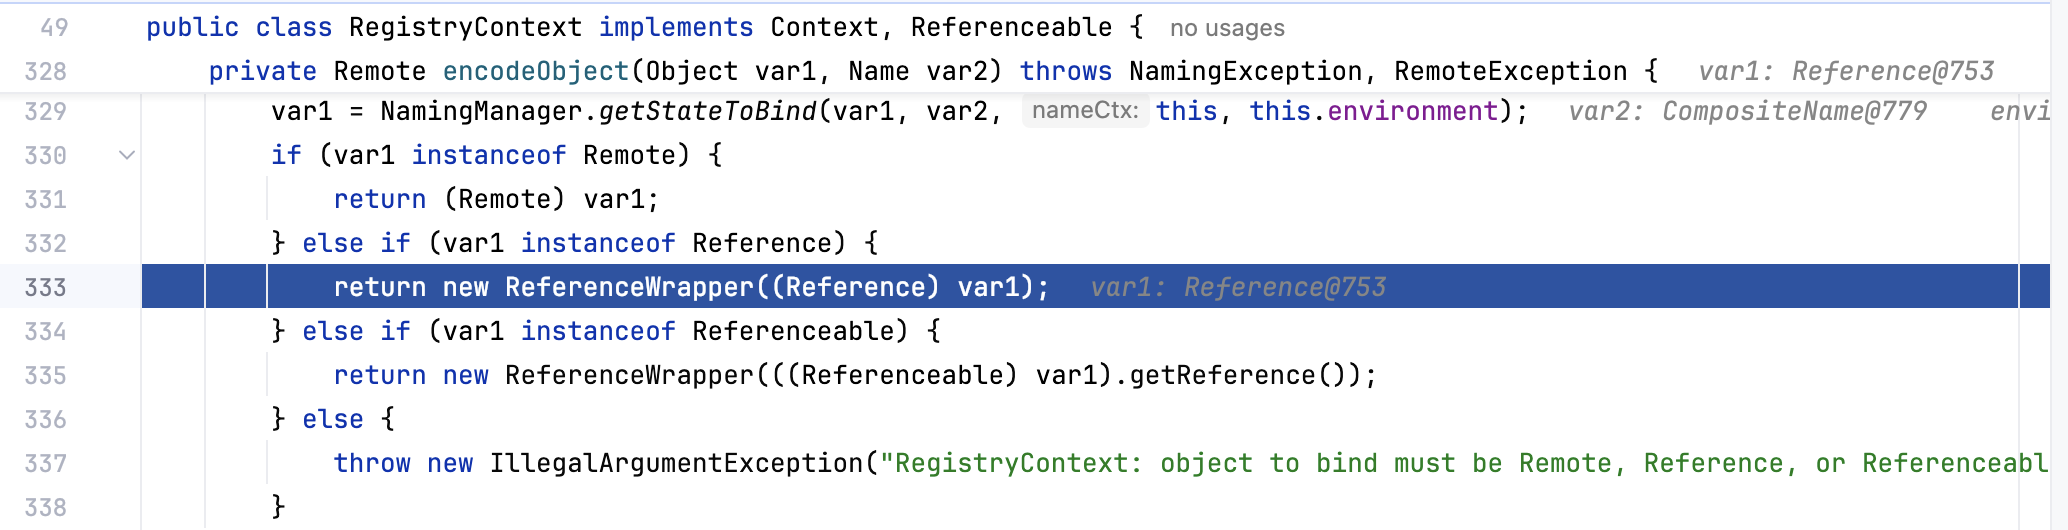 49 public class RegistryContext implements Context, Referenceable { no usages
328 private Remote encodeObject(Object var1, Name var2) throws NamingException, RemoteException { var1: Reference@753
329 var1 = NamingManager.getStateToBind(var1, var2, nameCtx: this, this.environment); var2: CompositeName@779 envi
330 if (var1 instanceof Remote) {
331 return (Remote) var1;
332 } else if (var1 instanceof Reference) {
333 return new ReferenceWrapper((Reference) var1); var1: Reference@753
334 } else if (var1 instanceof Referenceable) {
335 return new ReferenceWrapper(((Referenceable) var1).getReference());
336 } else {
337 throw new IllegalArgumentException("RegistryContext: object to bind must be Remote, Reference, or Referenceabl
338 }